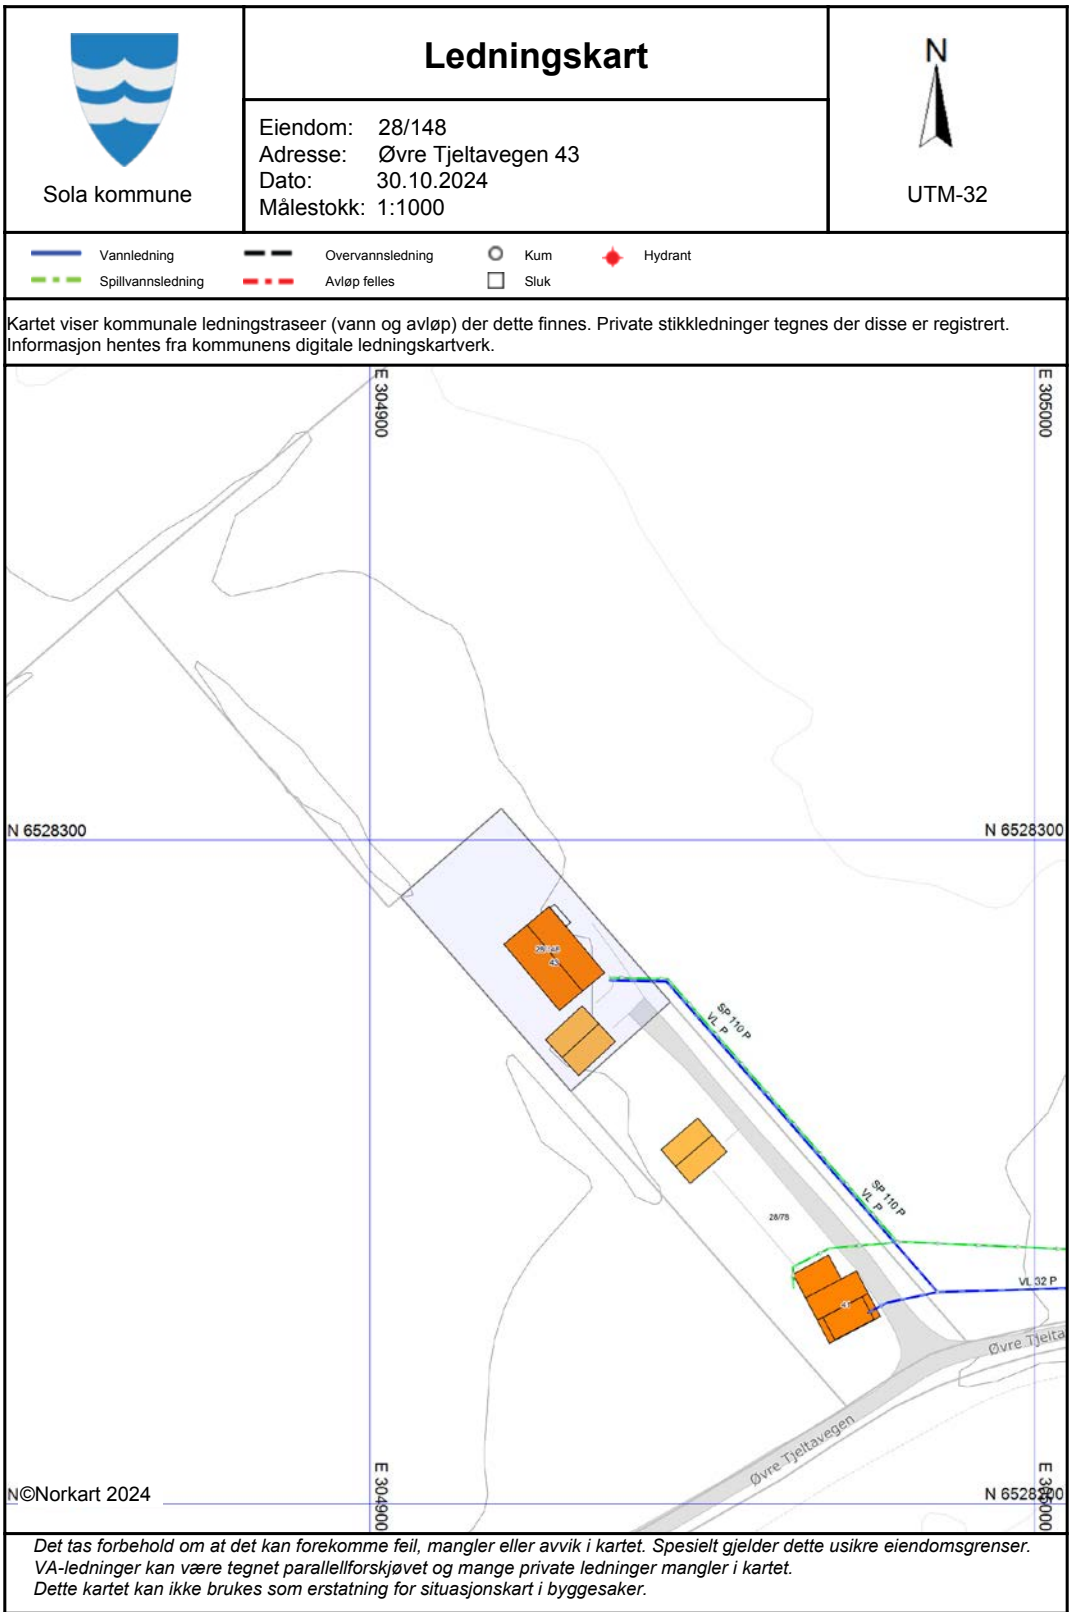 Ledningskart
Sola kommune
Eiendom: 28/148
Adresse: Øvre Tjeltavegen 43
Dato: 30.10.2024
Målestokk: 1:1000
N
UTM-32
Vannledning
Overvannsledning
Kum
Hydrant
Spillvannsledning
Avløp felles
Sluk
Kartet viser kommunale ledningstraseer (vann og avløp) der dette finnes. Private stikkledninger tegnes der disse er registrert.
Informasjon hentes fra kommunens digitale ledningskartverk.
E 304900
E 305000
N 6528300
N 6528300
28/148
43
SP 110 P
VL P
SP 110 P
VL P
28/78
VL 32 P
Øvre Tjelta
Øvre Tjeltavegen
E 304900
E 305000
N
©Norkart 2024
N 6528200
Det tas forbehold om at det kan forekomme feil, mangler eller avvik i kartet. Spesielt gjelder dette usikre eiendomsgrenser.
VA-ledninger kan være tegnet parallellforskjøvet og mange private ledninger mangler i kartet.
Dette kartet kan ikke brukes som erstatning for situasjonskart i byggesaker.